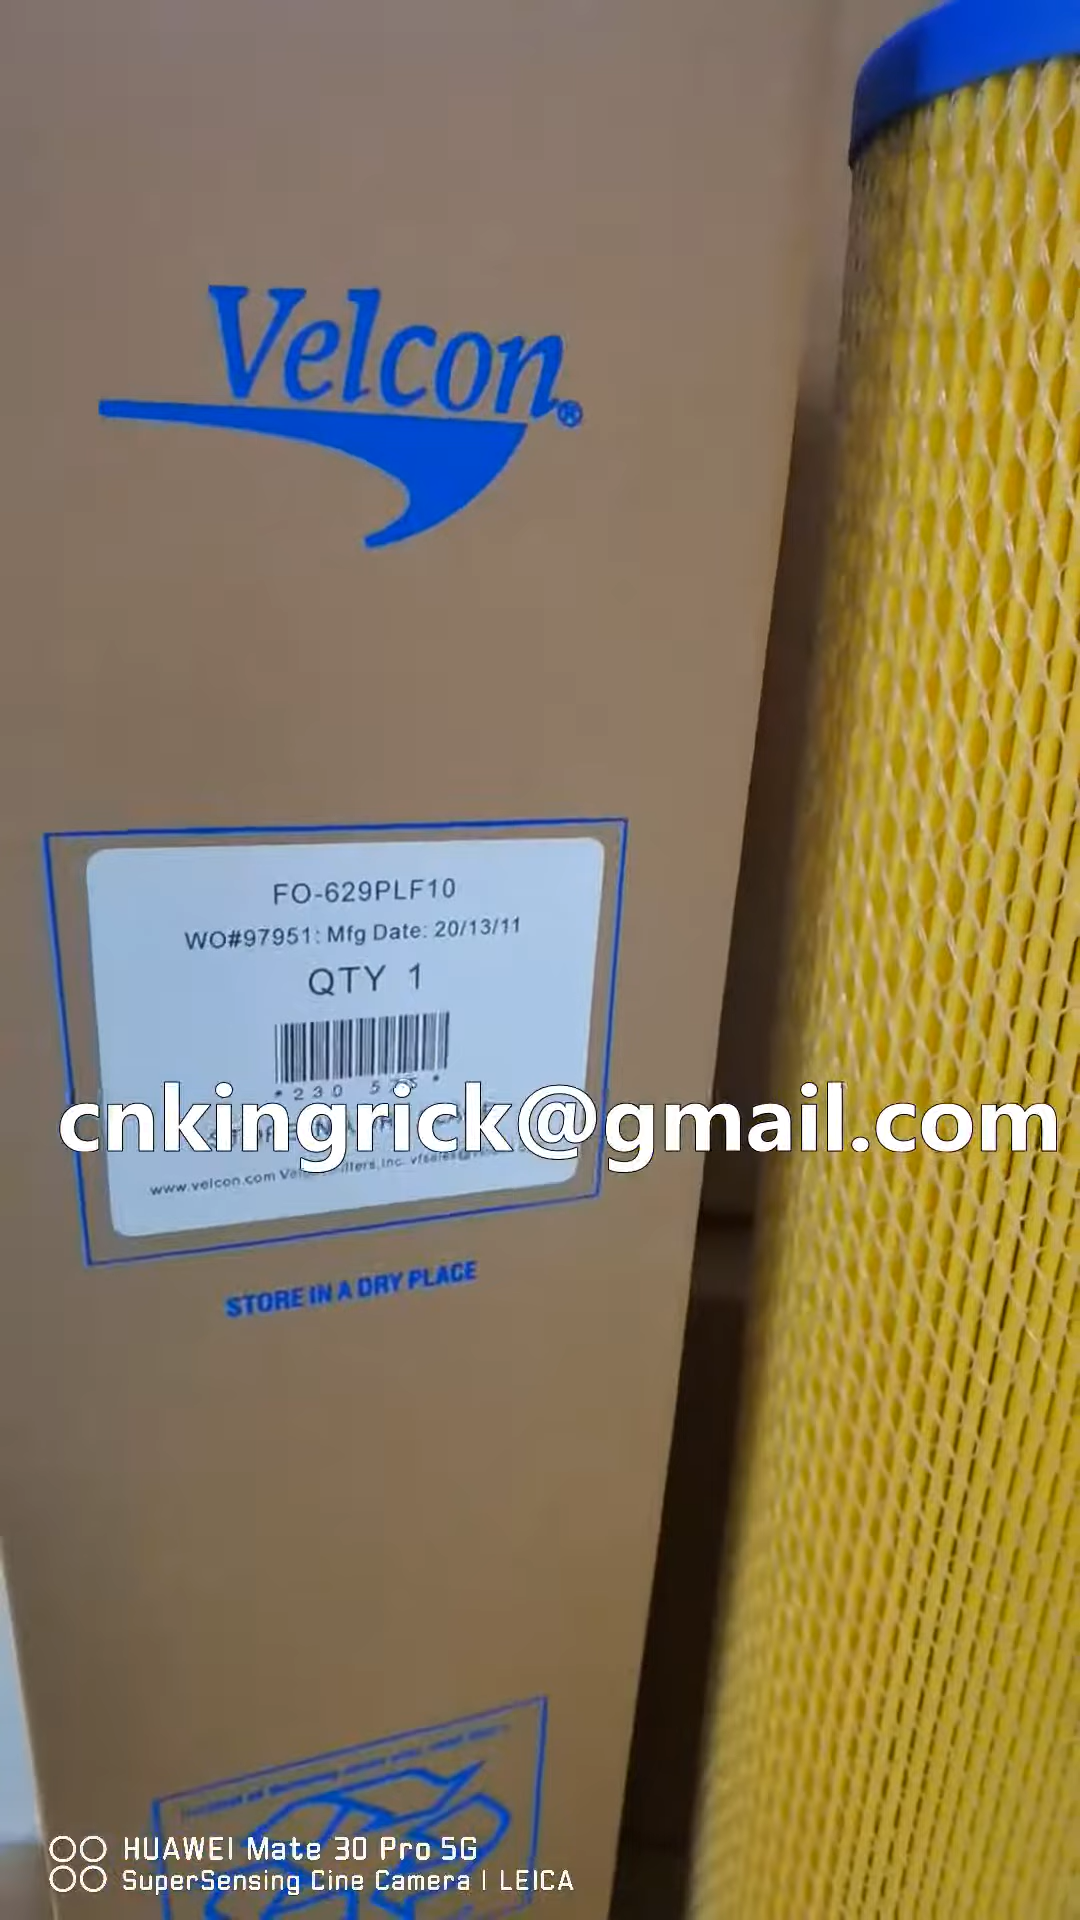 Velcon®
FO-629PLF10
WO#97951: Mfg Date: 20/13/11
QTY 1
cnkingrick@gmail.com
www.velcon.com
STORE IN A DRY PLACE
HUAWEI Mate 30 Pro 5G
SuperSensing Cine Camera | LEICA